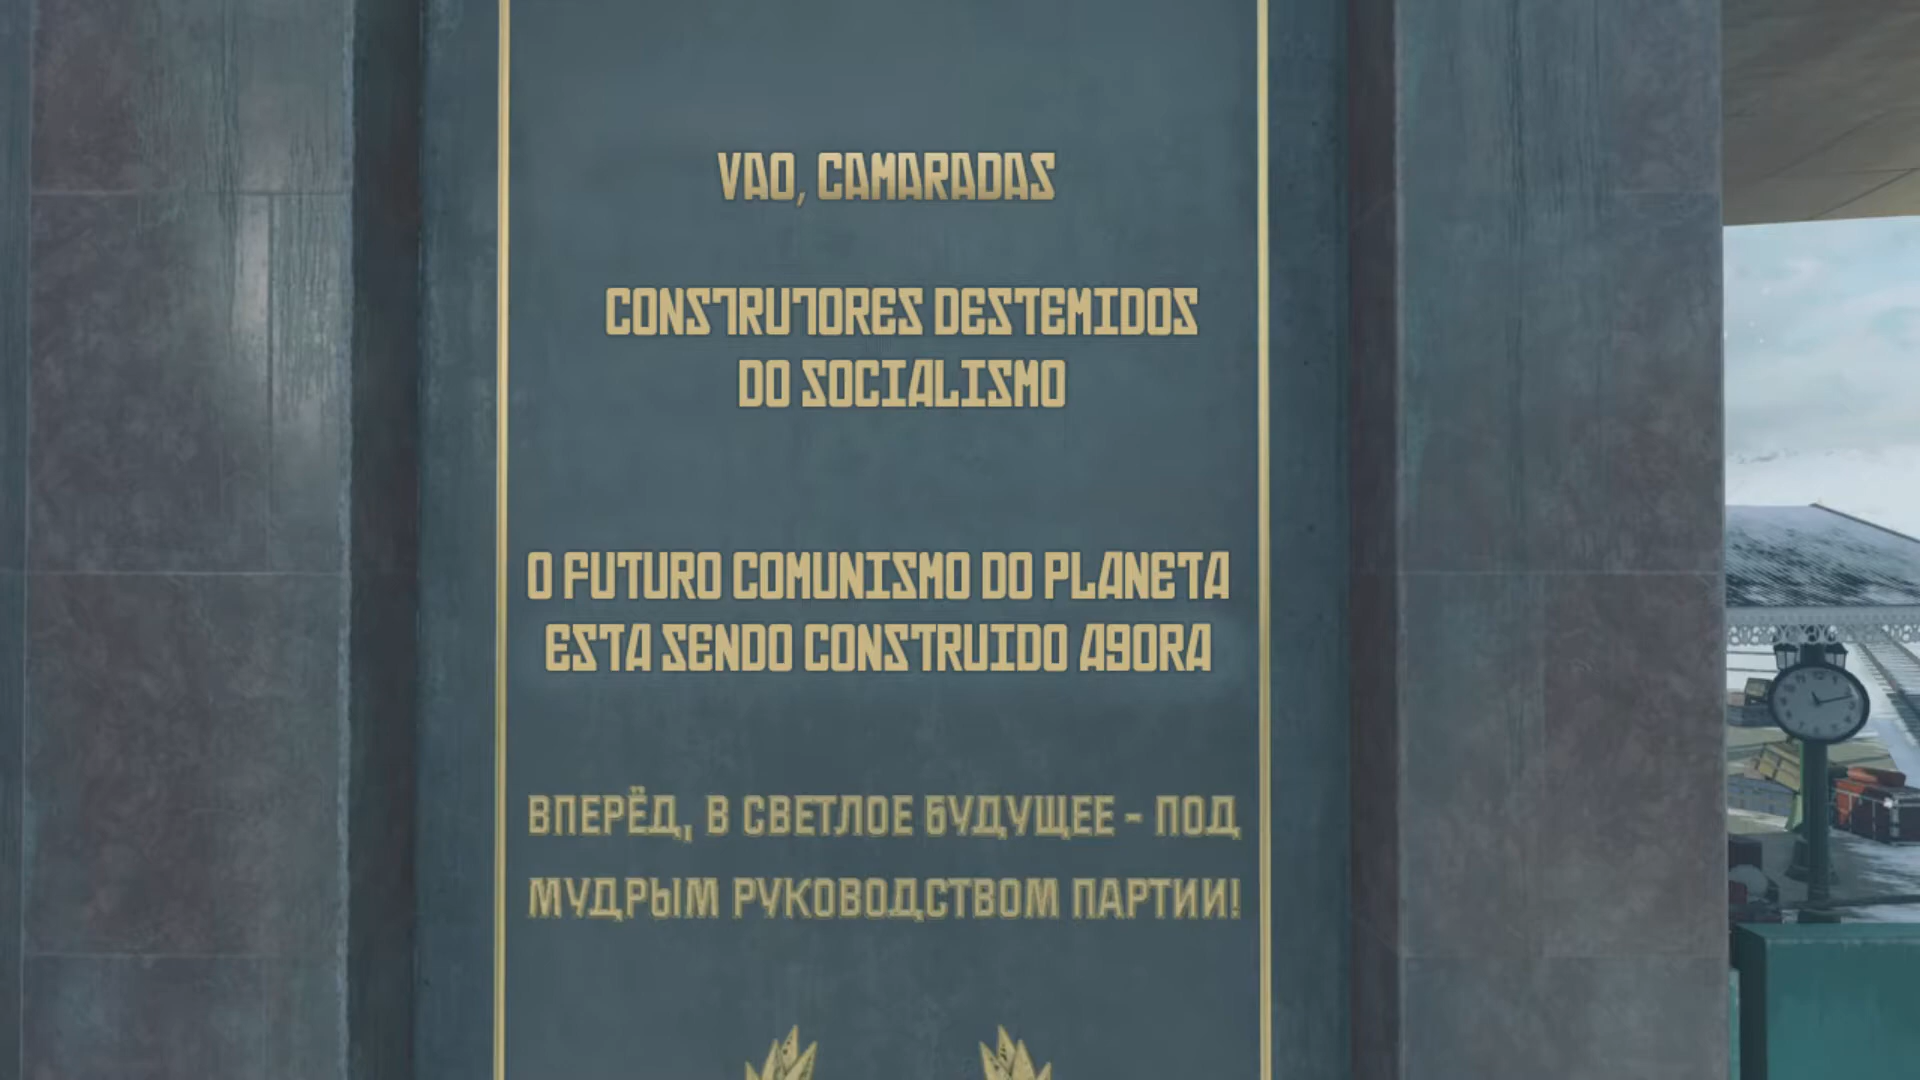 VAO, CAMARADAS
CONSTRUTORES DESTEMIDOS
DO SOCIALISMO
O FUTURO COMUNISMO DO PLANETA
ESTA SENDO CONSTRUIDO AGORA
ВПЕРЁД, В СВЕТЛОЕ БУДУЩЕЕ - ПОД
МУДРЫМ РУКОВОДСТВОМ ПАРТИИ!